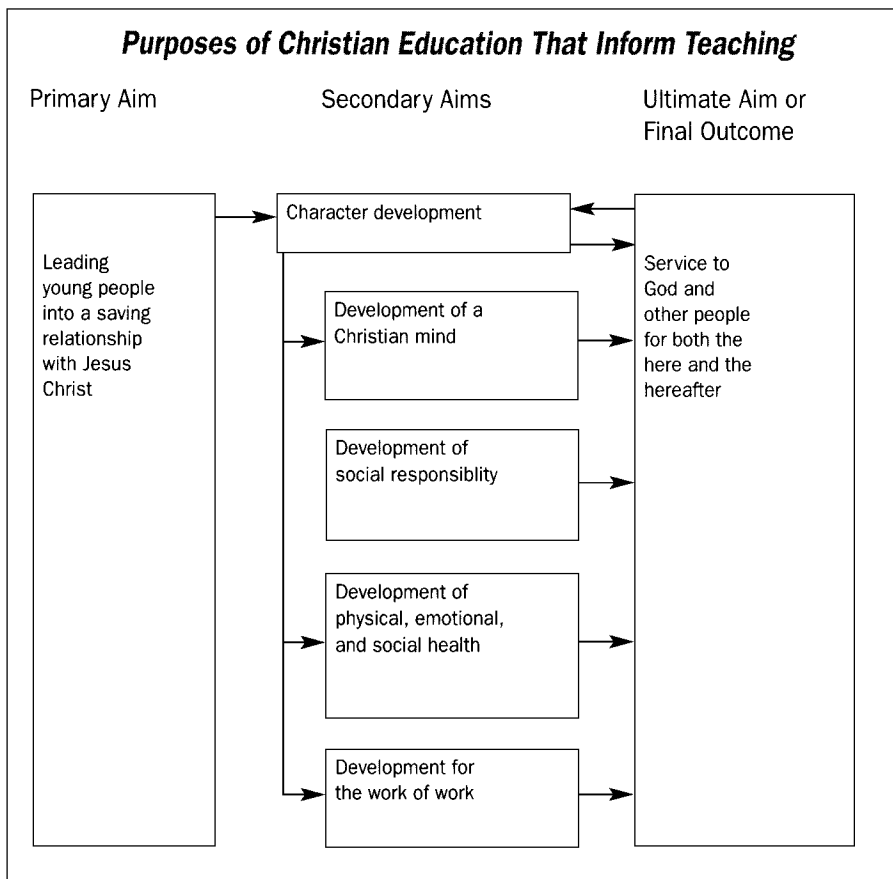 Purposes of Christian Education That Inform Teaching
Primary Aim
Secondary Aims
Ultimate Aim or
Final Outcome
Leading
young people
into a saving
relationship
with Jesus
Christ
Character development
Development of a
Christian mind
Development of
social responsiblity
Development of
physical, emotional,
and social health
Development for
the work of work
Service to
God and
other people
for both the
here and the
hereafter